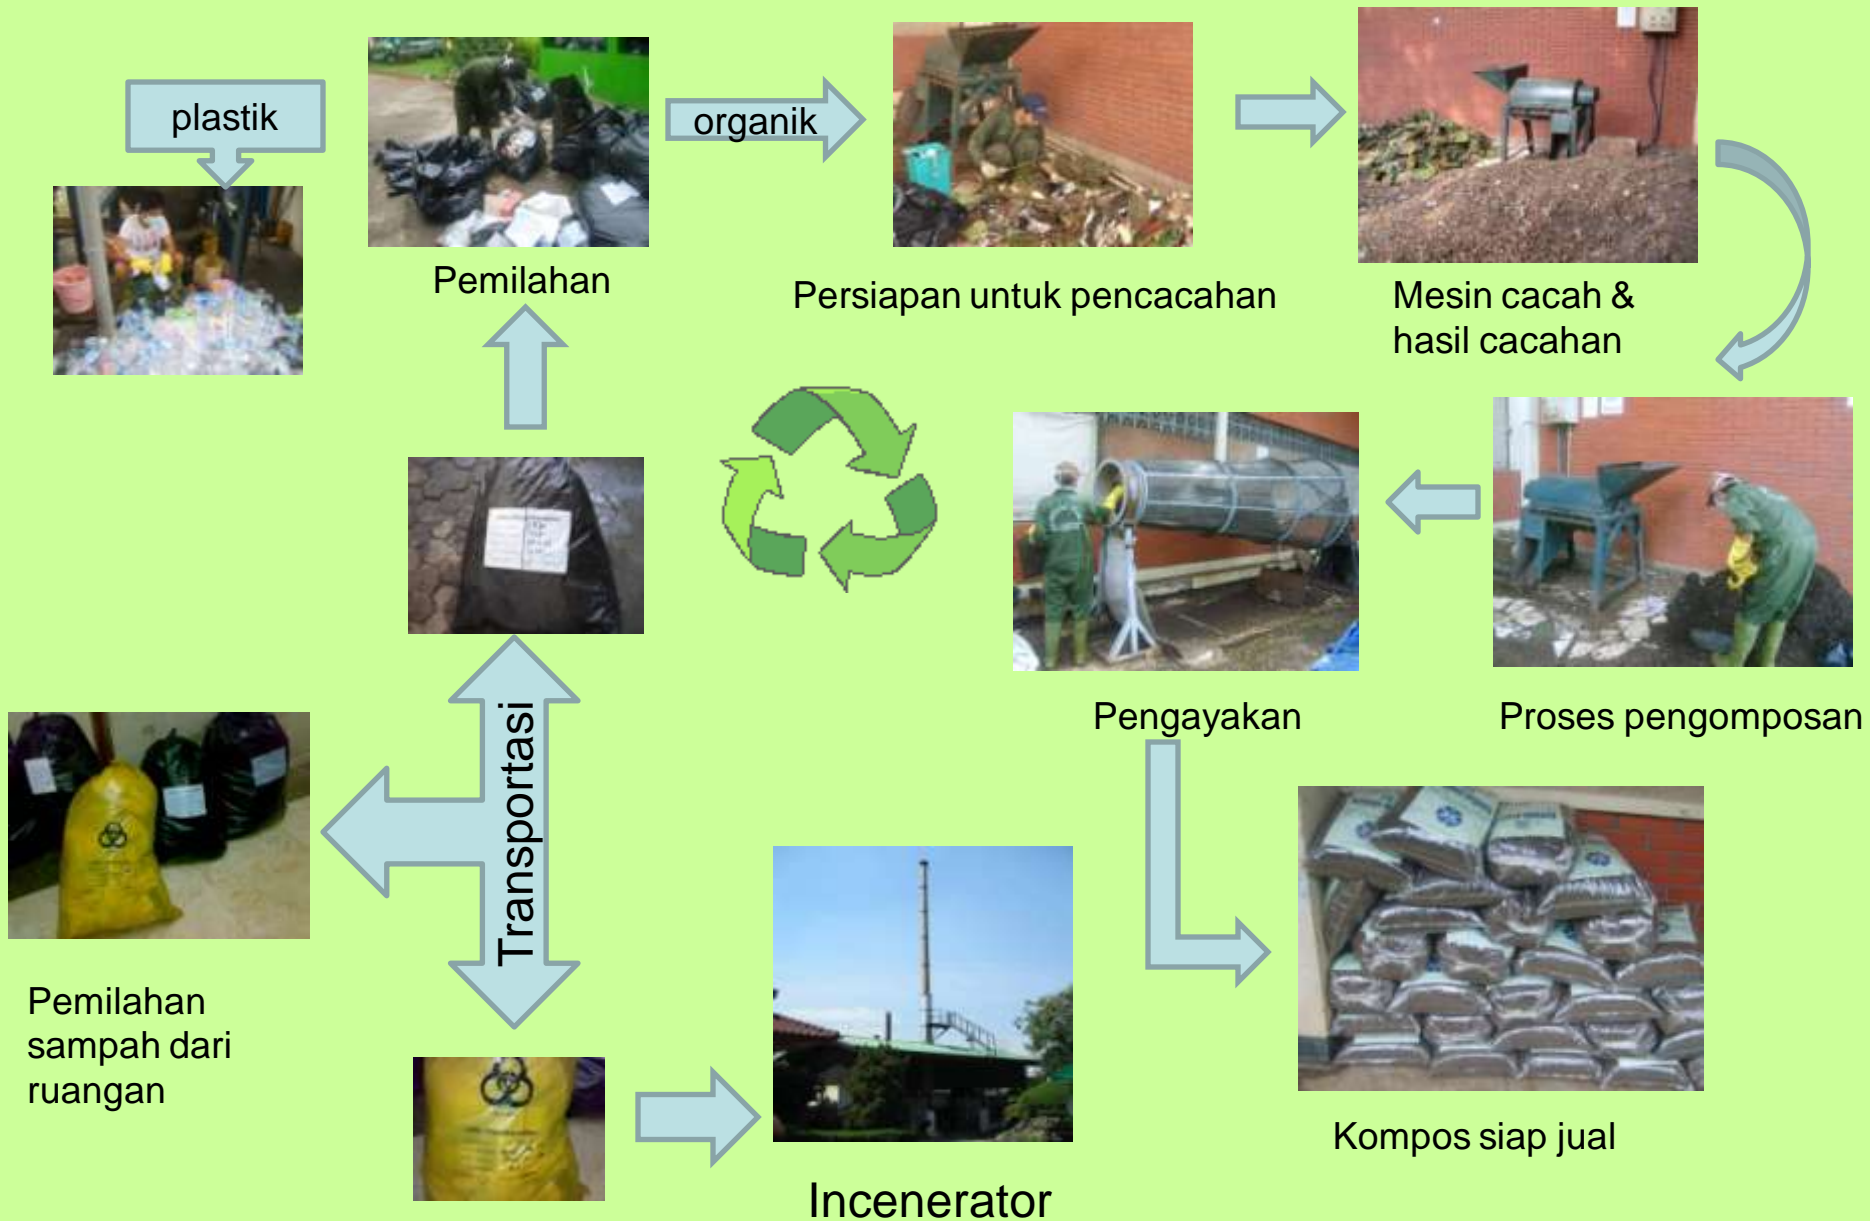 plastik
organik
Pemilahan
Persiapan untuk pencacahan
Mesin cacah &
hasil cacahan
Pengayakan
Proses pengomposan
Transportasi
Pemilahan
sampah dari
ruangan
Kompos siap jual
Incenerator